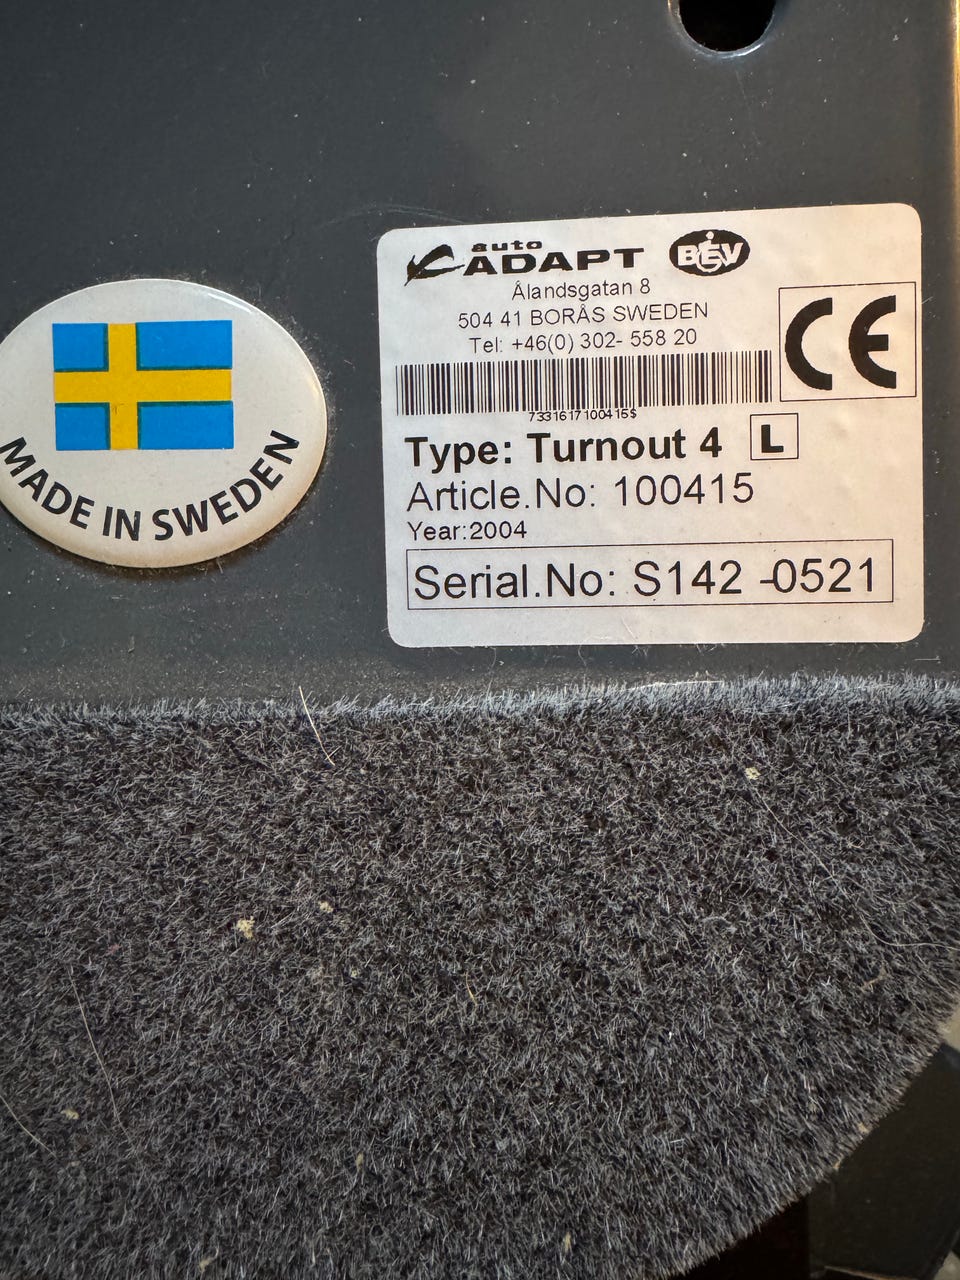 MADE IN SWEDEN
auto
ADAPT
BEV
Ålandsgatan 8
504 41 BORÅS SWEDEN
Tel: +46(0) 302- 558 20
CE
7331617100415$
Type: Turnout 4 L
Article.No: 100415
Year:2004
Serial.No: S142 -0521